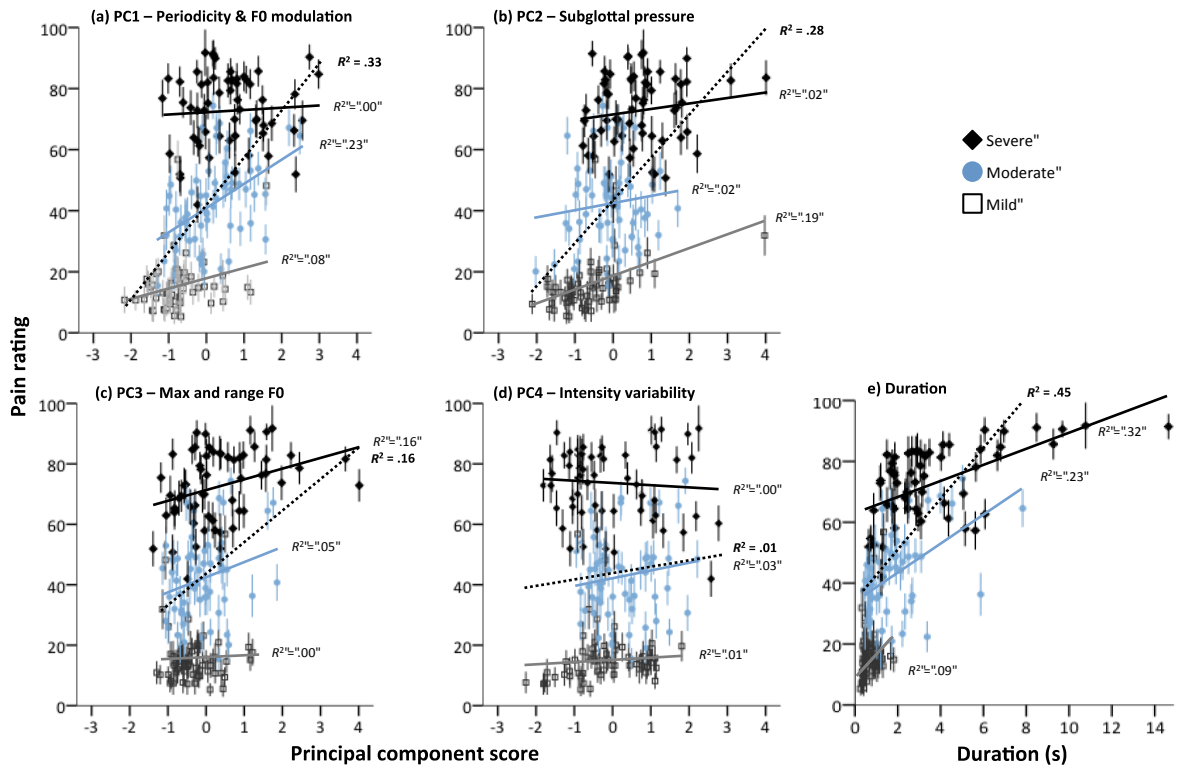 (a) PC1 – Periodicity & F0 modulation
(b) PC2 – Subglottal pressure
100
80
60
40
20
0
-3 -2 -1 0 1 2 3 4
R² = .33
R²"=".00"
R²"=".23"
R²"=".08"
100
80
60
40
20
0
-3 -2 -1 0 1 2 3 4
R² = .28
R²"=".02"
R²"=".02"
R²"=".19"
Severe"
Moderate"
Mild"
Pain rating
(c) PC3 – Max and range F0
(d) PC4 – Intensity variability
e) Duration
100
80
60
40
20
0
-3 -2 -1 0 1 2 3 4
R²"=".16"
R² = .16
R²"=".05"
R²"=".00"
100
80
60
40
20
0
-3 -2 -1 0 1 2 3 4
R²"=".00"
R² = .01
R²"=".03"
R²"=".01"
100
80
60
40
20
0
0 2 4 6 8 10 12 14
R² = .45
R²"=".32"
R²"=".23"
R²"=".09"
Principal component score
Duration (s)